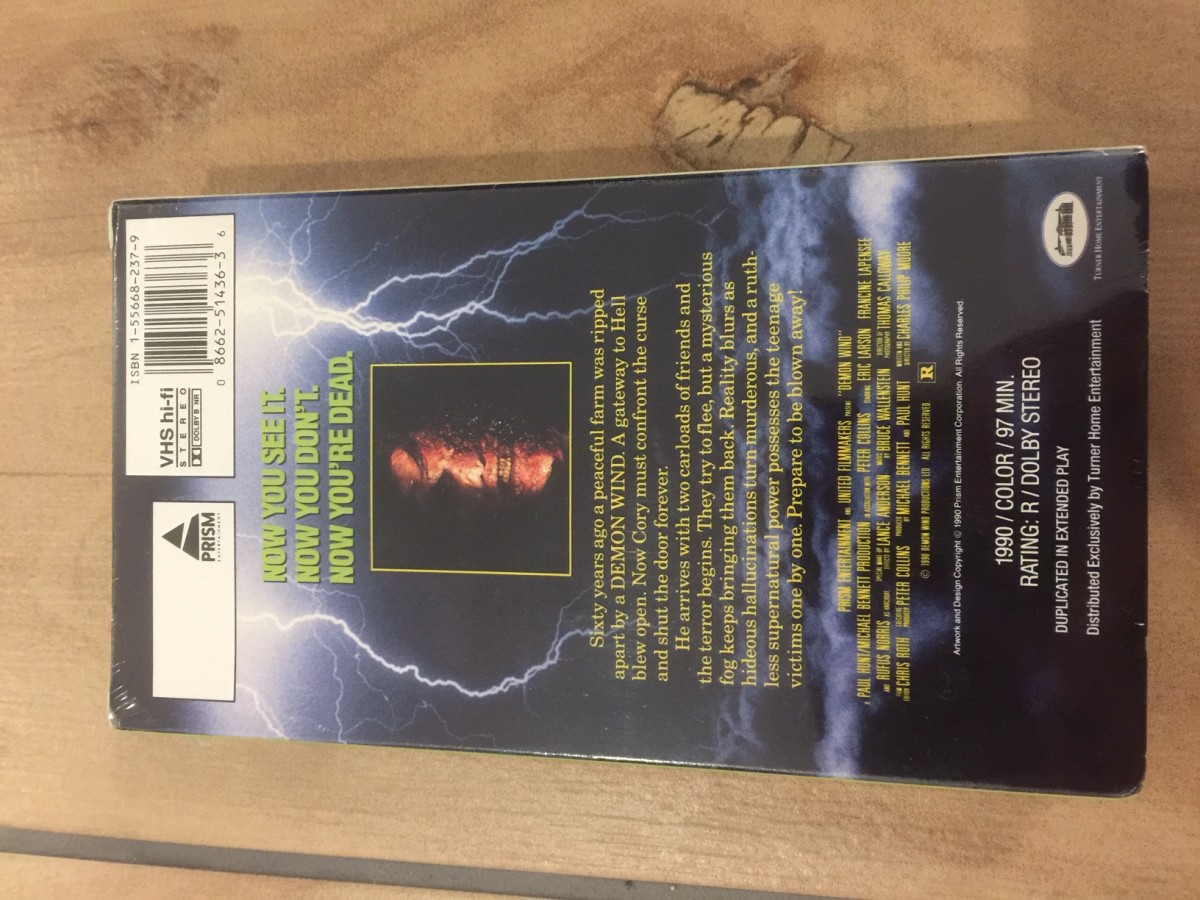 PRISM
ENTERTAINMENT
VHS hi-fi
STEREO
DOLBY B NR
ISBN 1-55668-237-9
0 8662-51436-3 6
NOW YOU SEE IT.
NOW YOU DON'T.
NOW YOU'RE DEAD.
Sixty years ago a peaceful farm was ripped
apart by a DEMON WIND. A gateway to Hell
blew open. Now Cory must confront the curse
and shut the door forever.
He arrives with two carloads of friends and
the terror begins. They try to flee, but a mysterious
fog keeps bringing them back. Reality blurs as
hideous hallucinations turn murderous, and a ruth-
less supernatural power possesses the teenage
victims one by one. Prepare to be blown away!
PRISM ENTERTAINMENT AND UNITED FILMMAKERS PRESENT "DEMON WIND"
A PAUL HUNT/MICHAEL BENNETT PRODUCTION IN ASSOCIATION WITH PETER COLLINS STARRING ERIC LARSON FRANCINE LAPENSEE
AND RUFUS NORRIS AS HARCOURT SPECIAL MAKE UP EFFECTS BY LANCE ANDERSON MUSIC BY BRUCE WALLENSTEIN DIRECTOR OF PHOTOGRAPHY THOMAS CALLOWAY
FILM EDITOR CHRIS ROTH EXECUTIVE PRODUCER PETER COLLINS PRODUCED BY MICHAEL BENNETT AND PAUL HUNT WRITTEN AND DIRECTED BY CHARLES PHILIP MOORE
© 1990 DEMON WIND PRODUCTIONS LTD ALL RIGHTS RESERVED. R
Artwork and Design Copyright © 1990 Prism Entertainment Corporation. All Rights Reserved.
1990 / COLOR / 97 MIN.
RATING: R / DOLBY STEREO
DUPLICATED IN EXTENDED PLAY
Distributed Exclusively by Turner Home Entertainment
TURNER HOME ENTERTAINMENT